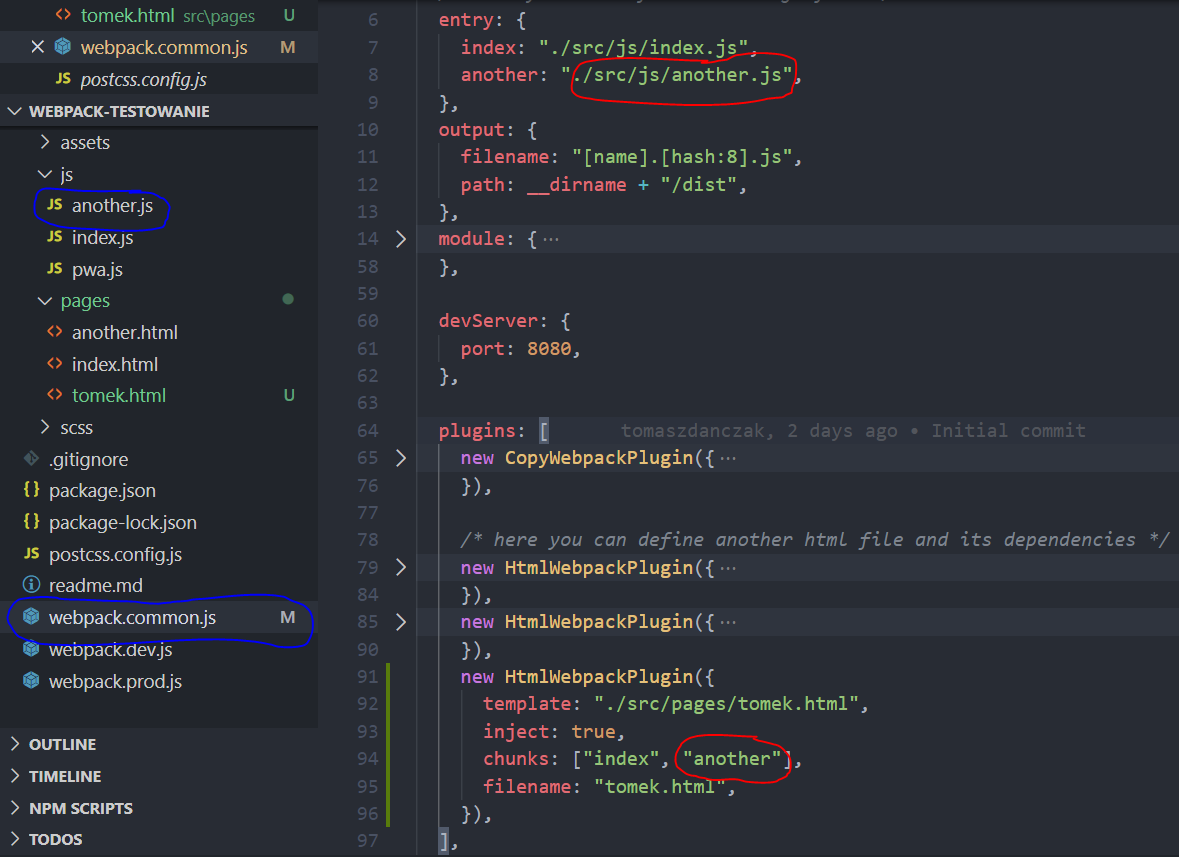 tomek.html src\pages U
webpack.common.js M
JS postcss.config.js
WEBPACK-TESTOWANIE
assets
js
JS another.js
JS index.js
JS pwa.js
pages
<> another.html
<> index.html
<> tomek.html U
scss
.gitignore
{} package.json
{} package-lock.json
JS postcss.config.js
readme.md
webpack.common.js M
webpack.dev.js
webpack.prod.js
OUTLINE
TIMELINE
NPM SCRIPTS
TODOS
6 entry: {
7 index: "./src/js/index.js",
8 another: "./src/js/another.js",
9 },
10 output: {
11 filename: "[name].[hash:8].js",
12 path: __dirname + "/dist",
13 },
14 module: {···
58 },
59
60 devServer: {
61 port: 8080,
62 },
63
64 plugins: [ tomaszdanczak, 2 days ago • Initial commit
65 new CopyWebpackPlugin({···
76 }),
77
78 /* here you can define another html file and its dependencies */
79 new HtmlWebpackPlugin({···
84 }),
85 new HtmlWebpackPlugin({···
90 }),
91 new HtmlWebpackPlugin({
92 template: "./src/pages/tomek.html",
93 inject: true,
94 chunks: ["index", "another"],
95 filename: "tomek.html",
96 }),
97 ],